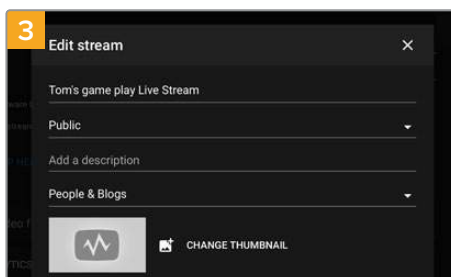 3
Edit stream
Tom's game play Live Stream
Public
Add a description
People & Blogs
CHANGE THUMBNAIL